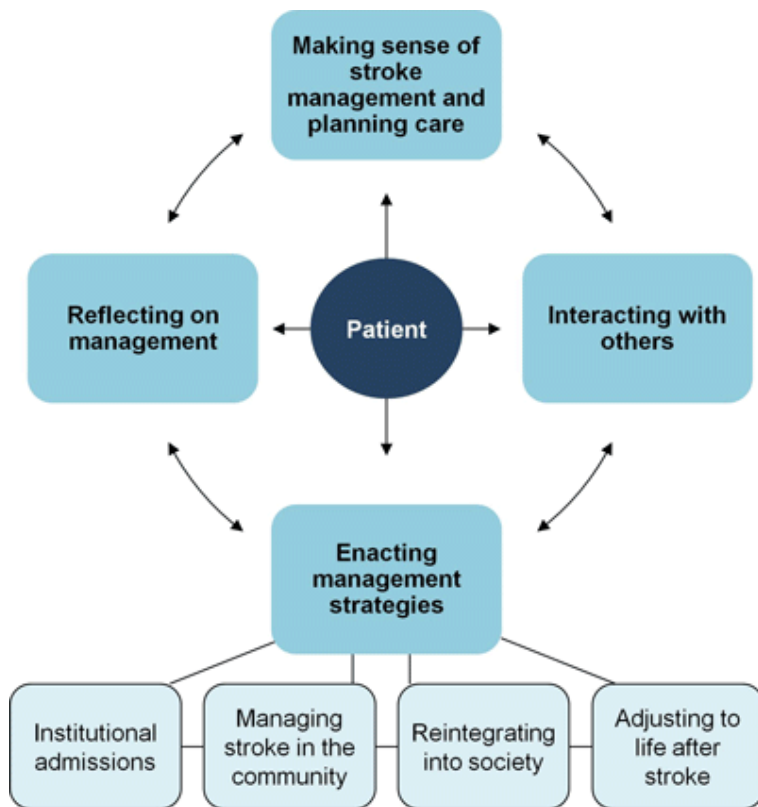 Making sense of
stroke
management and
planning care
Reflecting on
management
Patient
Interacting with
others
Enacting
management
strategies
Institutional
admissions
Managing
stroke in the
community
Reintegrating
into society
Adjusting to
life after
stroke